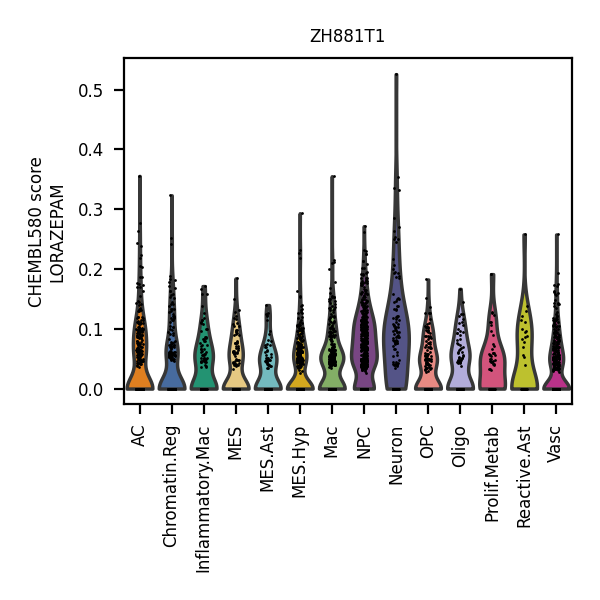 ZH881T1
CHEMBL580 score
LORAZEPAM
0.5
0.4
0.3
0.2
0.1
0.0
AC
Chromatin.Reg
Inflammatory.Mac
MES
MES.Ast
MES.Hyp
Mac
NPC
Neuron
OPC
Oligo
Prolif.Metab
Reactive.Ast
Vasc